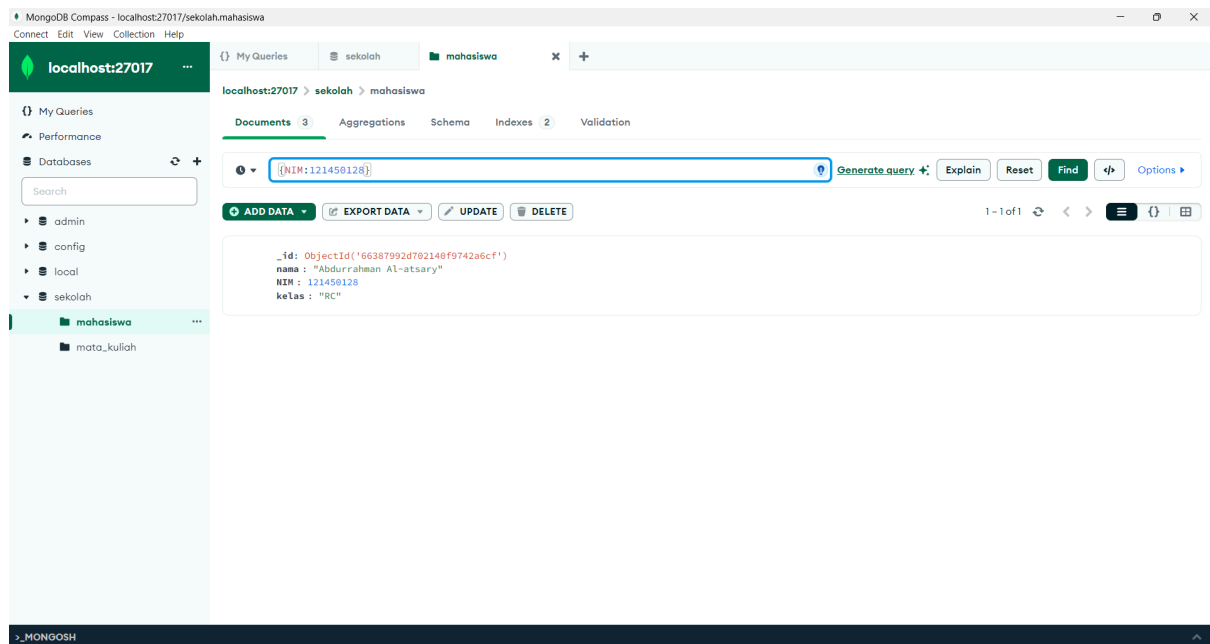 MongoDB Compass - localhost:27017/sekolah.mahasiswa
Connect Edit View Collection Help
localhost:27017 ...
{} My Queries
Performance
Databases
Search
admin
config
local
sekolah
mahasiswa ...
mata_kuliah
{} My Queries sekolah mahasiswa
localhost:27017 > sekolah > mahasiswa
Documents 3 Aggregations Schema Indexes 2 Validation
{NIM:121450128} Generate query Explain Reset Find </> Options
ADD DATA EXPORT DATA UPDATE DELETE 1 – 1 of 1 {}
_id: ObjectId('66387992d702140f9742a6cf')
nama : "Abdurrahman Al-atsary"
NIM : 121450128
kelas : "RC"
>_MONGOSH